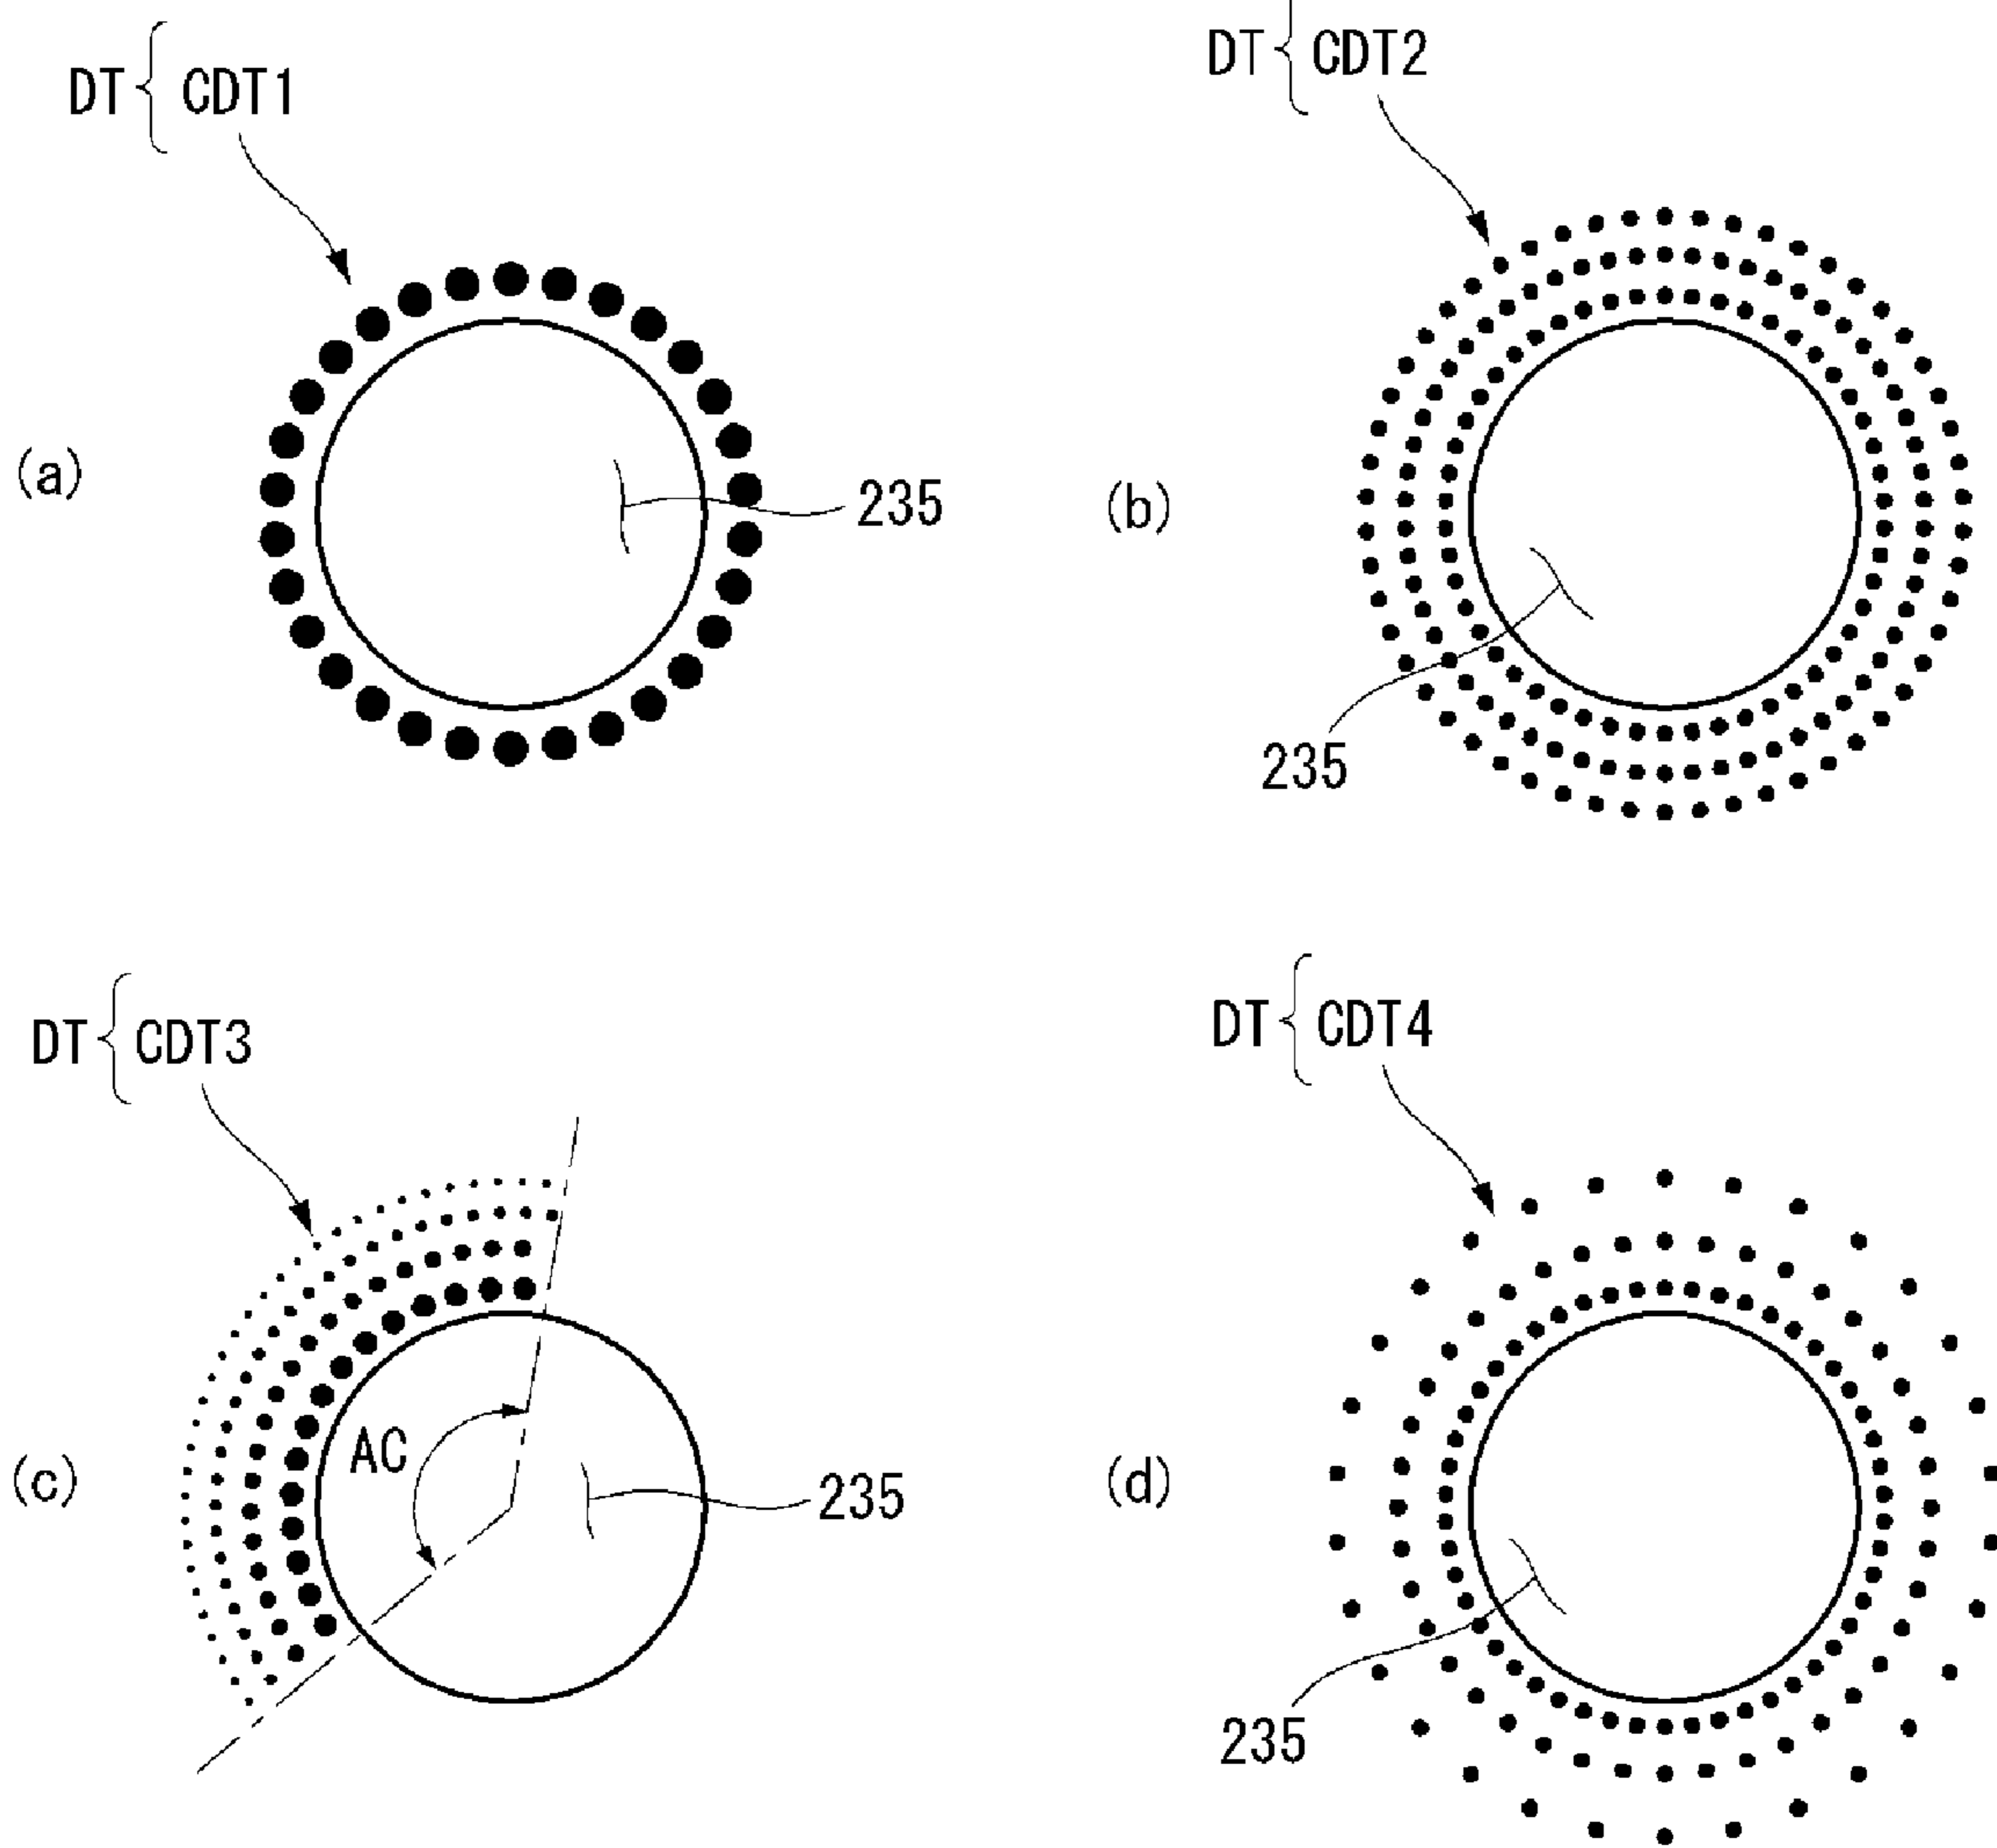 DT { CDT1
(a)
235
DT { CDT2
(b)
235
DT { CDT3
(c)
AC
235
DT { CDT4
(d)
235